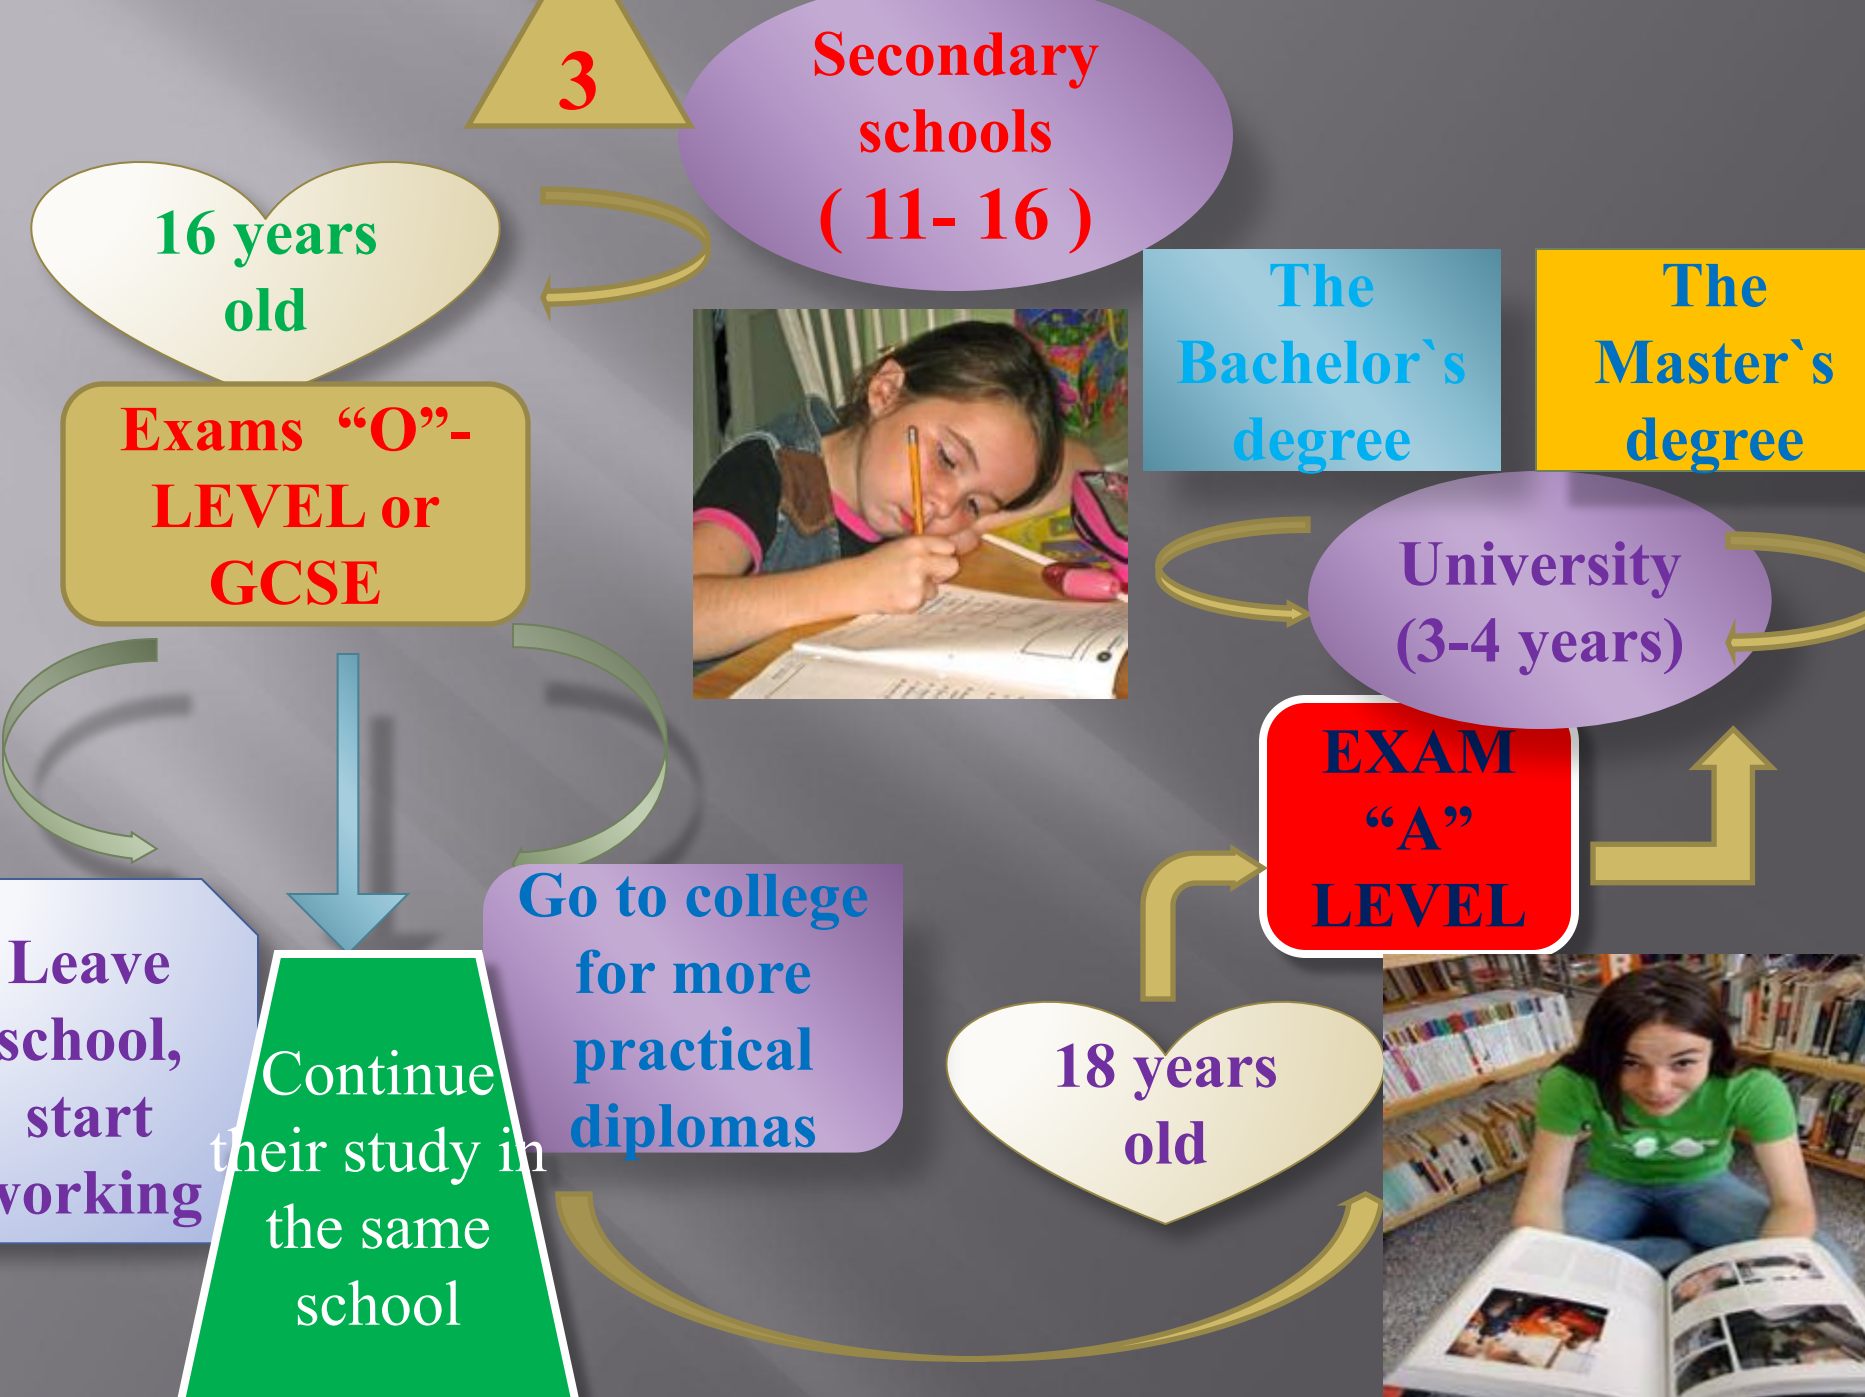 3
Secondary
schools
( 11- 16 )
16 years
old
Exams “O”-
LEVEL or
GCSE
The
Bachelor`s
degree
The
Master`s
degree
University
(3-4 years)
EXAM
“A”
LEVEL
Leave
school,
start
working
Continue
their study in
the same
school
Go to college
for more
practical
diplomas
18 years
old